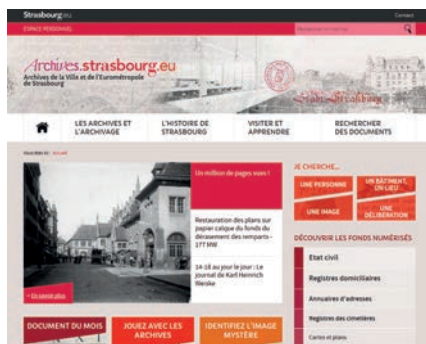 Strasbourg.eu
Contact
ESPACE PERSONNEL
Archives.strasbourg.eu
Archives de la Ville et de l'Eurométropole
de Strasbourg
LES ARCHIVES ET
L'ARCHIVAGE
L'HISTOIRE DE
STRASBOURG
VISITER ET
APPRENDRE
RECHERCHER
DES DOCUMENTS
JE CHERCHE...
Un million de pages vues !
UNE PERSONNE
UN BÂTIMENT,
UN LIEU
UNE IMAGE
UNE
DÉLIBÉRATION
Restauration des plans sur
papier calque du fonds du
dérasement des remparts -
177 MW
14-18 au jour le jour : Le
journal de Karl Heinrich
Weiske
+ En savoir plus
DÉCOUVRIR LES FONDS NUMÉRISÉS
Etat civil
Registres domiciliaires
Annuaires d'adresses
Registres des cimetières
Cartes et plans
DOCUMENT DU MOIS
JOUEZ AVEC LES
ARCHIVES
IDENTIFIEZ L'IMAGE
MYSTÈRE